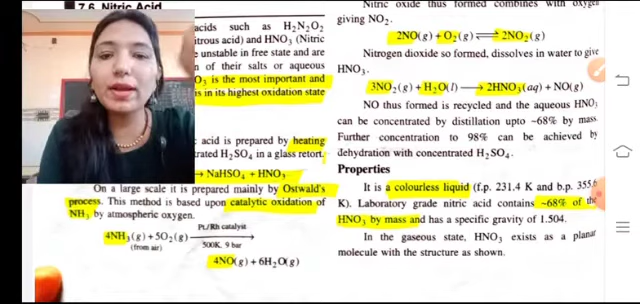 7.6 Nitric Acid
acids such as H2N2O2
itrous acid) and HNO3 (Nitric
unstable in free state and are
of their salts or aqueous
O3 is the most important and
is in its highest oxidation state
acid is prepared by heating
rated H2SO4 in a glass retort.
→ NaHSO4 + HNO3
On a large scale it is prepared mainly by Ostwald's
process. This method is based upon catalytic oxidation of
NH3 by atmospheric oxygen.
4NH3(g) + 5O2(g) Pt/Rh catalyst
(from air) 500K, 9 bar
4NO(g) + 6H2O(g)
Nitric oxide thus formed combines with oxygen
giving NO2.
2NO(g) + O2(g) ⇌ 2NO2(g)
Nitrogen dioxide so formed, dissolves in water to give
HNO3.
3NO2(g) + H2O(l) → 2HNO3(aq) + NO(g)
NO thus formed is recycled and the aqueous HNO3
can be concentrated by distillation upto ~68% by mass.
Further concentration to 98% can be achieved by
dehydration with concentrated H2SO4.
Properties
It is a colourless liquid (f.p. 231.4 K and b.p. 355.6
K). Laboratory grade nitric acid contains ~68% of the
HNO3 by mass and has a specific gravity of 1.504.
In the gaseous state, HNO3 exists as a planar
molecule with the structure as shown.